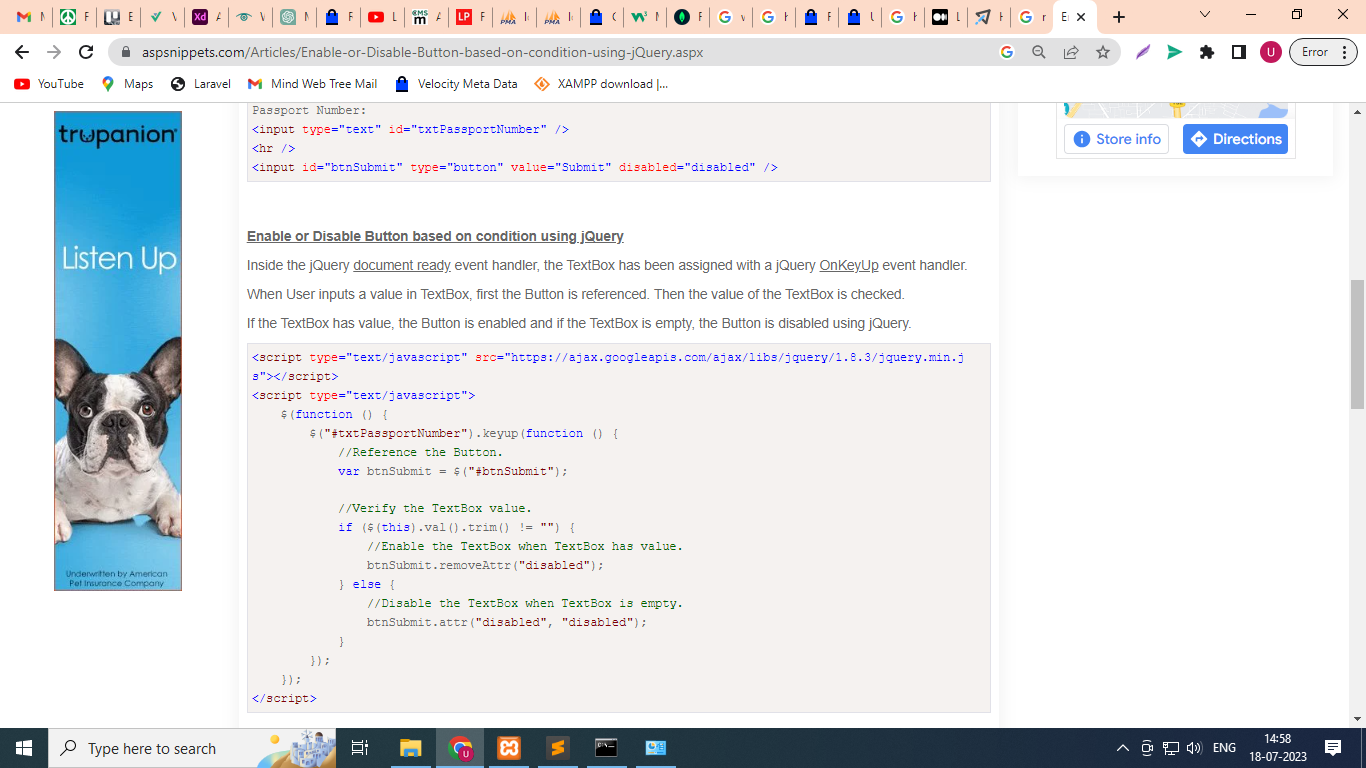 M
F
E
V
Xd
A
V
N
F
L
CMS
m
A
LP
F
PMA
lo
PMA
lo
C
N
F
v
H
F
U
H
L
H
r
E
aspsnippets.com/Articles/Enable-or-Disable-Button-based-on-condition-using-jQuery.aspx
U
Error
YouTube
Maps
Laravel
Mind Web Tree Mail
Velocity Meta Data
XAMPP download |...
trupanion
Listen Up
Underwritten by American
Pet Insurance Company
Passport Number:
<input type="text" id="txtPassportNumber" />
<hr />
<input id="btnSubmit" type="button" value="Submit" disabled="disabled" />
Store info
Directions
Enable or Disable Button based on condition using jQuery
Inside the jQuery document ready event handler, the TextBox has been assigned with a jQuery OnKeyUp event handler.
When User inputs a value in TextBox, first the Button is referenced. Then the value of the TextBox is checked.
If the TextBox has value, the Button is enabled and if the TextBox is empty, the Button is disabled using jQuery.
<script type="text/javascript" src="https://ajax.googleapis.com/ajax/libs/jquery/1.8.3/jquery.min.j
s"></script>
<script type="text/javascript">
$(function () {
$("#txtPassportNumber").keyup(function () {
//Reference the Button.
var btnSubmit = $("#btnSubmit");
//Verify the TextBox value.
if ($(this).val().trim() != "") {
//Enable the TextBox when TextBox has value.
btnSubmit.removeAttr("disabled");
} else {
//Disable the TextBox when TextBox is empty.
btnSubmit.attr("disabled", "disabled");
}
});
});
</script>
Type here to search
U
ENG
14:58
18-07-2023